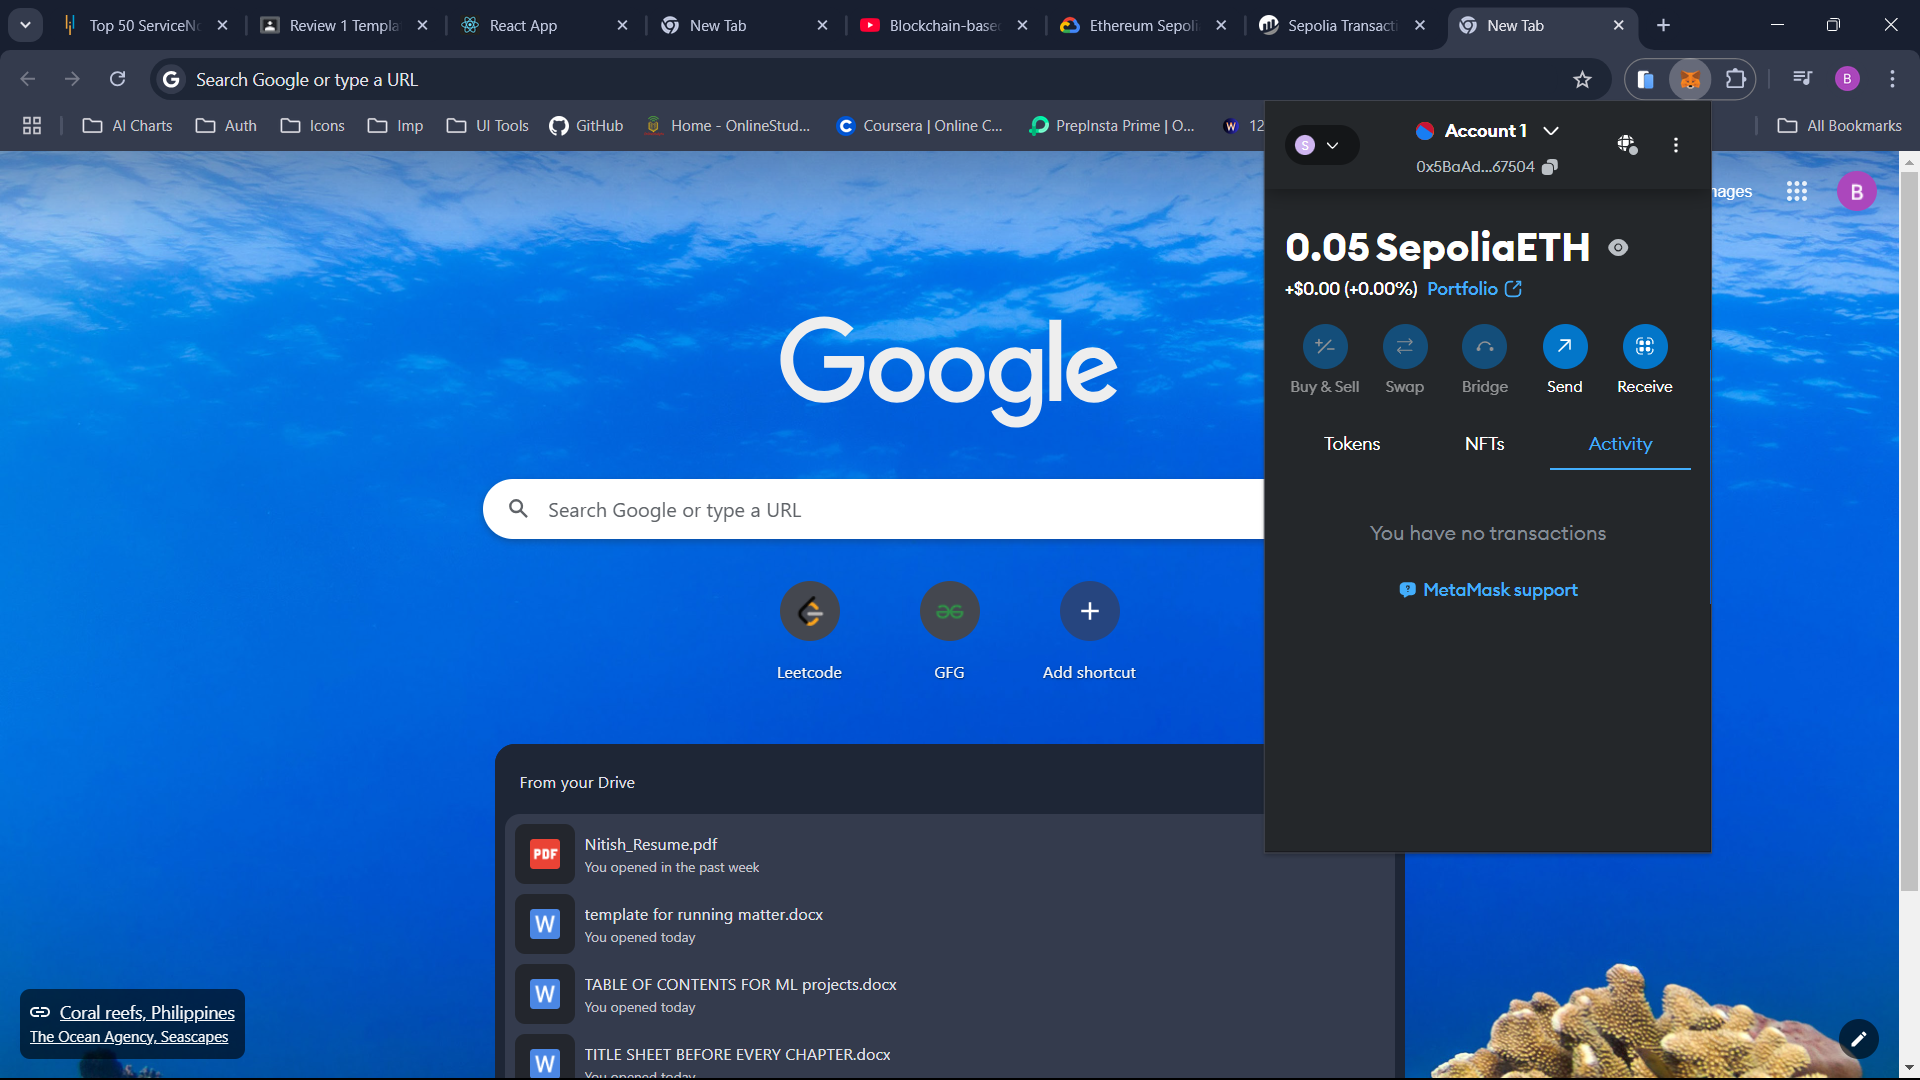 Top 50 ServiceNo
Review 1 Templa
React App
New Tab
Blockchain-base
Ethereum Sepoli
Sepolia Transacti
New Tab
G
Search Google or type a URL
B
AI Charts
Auth
Icons
Imp
UI Tools
GitHub
Home - OnlineStud...
Coursera | Online C...
PrepInsta Prime | O...
12
All Bookmarks
S
Account 1
0x5BaAd...67504
nages
B
0.05 SepoliaETH
+$0.00 (+0.00%) Portfolio
Buy & Sell
Swap
Bridge
Send
Receive
Tokens
NFTs
Activity
You have no transactions
MetaMask support
Google
Search Google or type a URL
Leetcode
GFG
Add shortcut
From your Drive
PDF
Nitish_Resume.pdf
You opened in the past week
W
template for running matter.docx
You opened today
W
TABLE OF CONTENTS FOR ML projects.docx
You opened today
W
TITLE SHEET BEFORE EVERY CHAPTER.docx
You opened today
Coral reefs, Philippines
The Ocean Agency, Seascapes